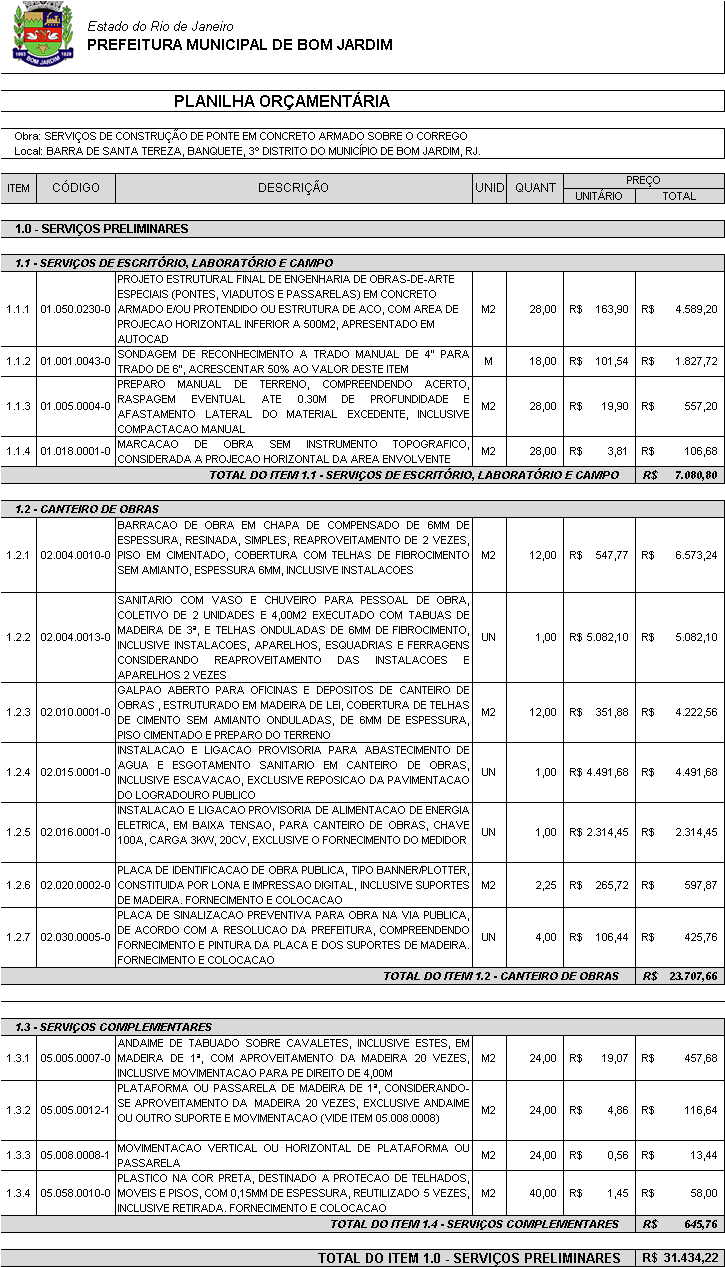 Estado do Rio de Janeiro
PREFEITURA MUNICIPAL DE BOM JARDIM
1893 BOM JARDIM 1929
PLANILHA ORÇAMENTÁRIA
Obra: SERVIÇOS DE CONSTRUÇÃO DE PONTE EM CONCRETO ARMADO SOBRE O CORREGO
Local: BARRA DE SANTA TEREZA, BANQUETE, 3º DISTRITO DO MUNICÍPIO DE BOM JARDIM, RJ.
ITEM CÓDIGO DESCRIÇÃO UNID QUANT PREÇO
UNITÁRIO TOTAL
1.0 - SERVIÇOS PRELIMINARES
1.1 - SERVIÇOS DE ESCRITÓRIO, LABORATÓRIO E CAMPO
PROJETO ESTRUTURAL FINAL DE ENGENHARIA DE OBRAS-DE-ARTE
ESPECIAIS (PONTES, VIADUTOS E PASSARELAS) EM CONCRETO
1.1.1 01.050.0230-0 ARMADO E/OU PROTENDIDO OU ESTRUTURA DE ACO, COM AREA DE M2 28,00 R$ 163,90 R$ 4.589,20
PROJECAO HORIZONTAL INFERIOR A 500M2, APRESENTADO EM
AUTOCAD
1.1.2 01.001.0043-0 SONDAGEM DE RECONHECIMENTO A TRADO MANUAL DE 4" PARA M 18,00 R$ 101,54 R$ 1.827,72
TRADO DE 6", ACRESCENTAR 50% AO VALOR DESTE ITEM
PREPARO MANUAL DE TERRENO, COMPREENDENDO ACERTO,
1.1.3 01.005.0004-0 RASPAGEM EVENTUAL ATE 0.30M DE PROFUNDIDADE E M2 28,00 R$ 19,90 R$ 557,20
AFASTAMENTO LATERAL DO MATERIAL EXCEDENTE, INCLUSIVE
COMPACTACAO MANUAL
1.1.4 01.018.0001-0 MARCACAO DE OBRA SEM INSTRUMENTO TOPOGRAFICO, M2 28,00 R$ 3,81 R$ 106,68
CONSIDERADA A PROJECAO HORIZONTAL DA AREA ENVOLVENTE
TOTAL DO ITEM 1.1 - SERVIÇOS DE ESCRITÓRIO, LABORATÓRIO E CAMPO R$ 7.080,80
1.2 - CANTEIRO DE OBRAS
BARRACAO DE OBRA EM CHAPA DE COMPENSADO DE 6MM DE
ESPESSURA, RESINADA, SIMPLES, REAPROVEITAMENTO DE 2 VEZES,
1.2.1 02.004.0010-0 PISO EM CIMENTADO, COBERTURA COM TELHAS DE FIBROCIMENTO M2 12,00 R$ 547,77 R$ 6.573,24
SEM AMIANTO, ESPESSURA 6MM, INCLUSIVE INSTALACOES
SANITARIO COM VASO E CHUVEIRO PARA PESSOAL DE OBRA,
COLETIVO DE 2 UNIDADES E 4,00M2 EXECUTADO COM TABUAS DE
MADEIRA DE 3ª, E TELHAS ONDULADAS DE 6MM DE FIBROCIMENTO,
1.2.2 02.004.0013-0 INCLUSIVE INSTALACOES, APARELHOS, ESQUADRIAS E FERRAGENS UN 1,00 R$ 5.082,10 R$ 5.082,10
CONSIDERANDO REAPROVEITAMENTO DAS INSTALACOES E
APARELHOS 2 VEZES
GALPAO ABERTO PARA OFICINAS E DEPOSITOS DE CANTEIRO DE
1.2.3 02.010.0001-0 OBRAS , ESTRUTURADO EM MADEIRA DE LEI, COBERTURA DE TELHAS M2 12,00 R$ 351,88 R$ 4.222,56
DE CIMENTO SEM AMIANTO ONDULADAS, DE 6MM DE ESPESSURA,
PISO CIMENTADO E PREPARO DO TERRENO
INSTALACAO E LIGACAO PROVISORIA PARA ABASTECIMENTO DE
1.2.4 02.015.0001-0 AGUA E ESGOTAMENTO SANITARIO EM CANTEIRO DE OBRAS, UN 1,00 R$ 4.491,68 R$ 4.491,68
INCLUSIVE ESCAVACAO, EXCLUSIVE REPOSICAO DA PAVIMENTACAO
DO LOGRADOURO PUBLICO
INSTALACAO E LIGACAO PROVISORIA DE ALIMENTACAO DE ENERGIA
1.2.5 02.016.0001-0 ELETRICA, EM BAIXA TENSAO, PARA CANTEIRO DE OBRAS, CHAVE UN 1,00 R$ 2.314,45 R$ 2.314,45
100A, CARGA 3KW, 20CV, EXCLUSIVE O FORNECIMENTO DO MEDIDOR
PLACA DE IDENTIFICACAO DE OBRA PUBLICA, TIPO BANNER/PLOTTER,
1.2.6 02.020.0002-0 CONSTITUIDA POR LONA E IMPRESSAO DIGITAL, INCLUSIVE SUPORTES M2 2,25 R$ 265,72 R$ 597,87
DE MADEIRA. FORNECIMENTO E COLOCACAO
PLACA DE SINALIZACAO PREVENTIVA PARA OBRA NA VIA PUBLICA,
1.2.7 02.030.0005-0 DE ACORDO COM A RESOLUCAO DA PREFEITURA, COMPREENDENDO UN 4,00 R$ 106,44 R$ 425,76
FORNECIMENTO E PINTURA DA PLACA E DOS SUPORTES DE MADEIRA.
FORNECIMENTO E COLOCACAO
TOTAL DO ITEM 1.2 - CANTEIRO DE OBRAS R$ 23.707,66
1.3 - SERVIÇOS COMPLEMENTARES
ANDAIME DE TABUADO SOBRE CAVALETES, INCLUSIVE ESTES, EM
1.3.1 05.005.0007-0 MADEIRA DE 1ª, COM APROVEITAMENTO DA MADEIRA 20 VEZES, M2 24,00 R$ 19,07 R$ 457,68
INCLUSIVE MOVIMENTACAO PARA PE DIREITO DE 4,00M
PLATAFORMA OU PASSARELA DE MADEIRA DE 1ª, CONSIDERANDO-
1.3.2 05.005.0012-1 SE APROVEITAMENTO DA MADEIRA 20 VEZES, EXCLUSIVE ANDAIME M2 24,00 R$ 4,86 R$ 116,64
OU OUTRO SUPORTE E MOVIMENTACAO (VIDE ITEM 05.008.0008)
1.3.3 05.008.0008-1 MOVIMENTACAO VERTICAL OU HORIZONTAL DE PLATAFORMA OU M2 24,00 R$ 0,56 R$ 13,44
PASSARELA
PLASTICO NA COR PRETA, DESTINADO A PROTECAO DE TELHADOS,
1.3.4 05.058.0010-0 MOVEIS E PISOS, COM 0,15MM DE ESPESSURA, REUTILIZADO 5 VEZES, M2 40,00 R$ 1,45 R$ 58,00
INCLUSIVE RETIRADA. FORNECIMENTO E COLOCACAO
TOTAL DO ITEM 1.4 - SERVIÇOS COMPLEMENTARES R$ 645,76
TOTAL DO ITEM 1.0 - SERVIÇOS PRELIMINARES R$ 31.434,22